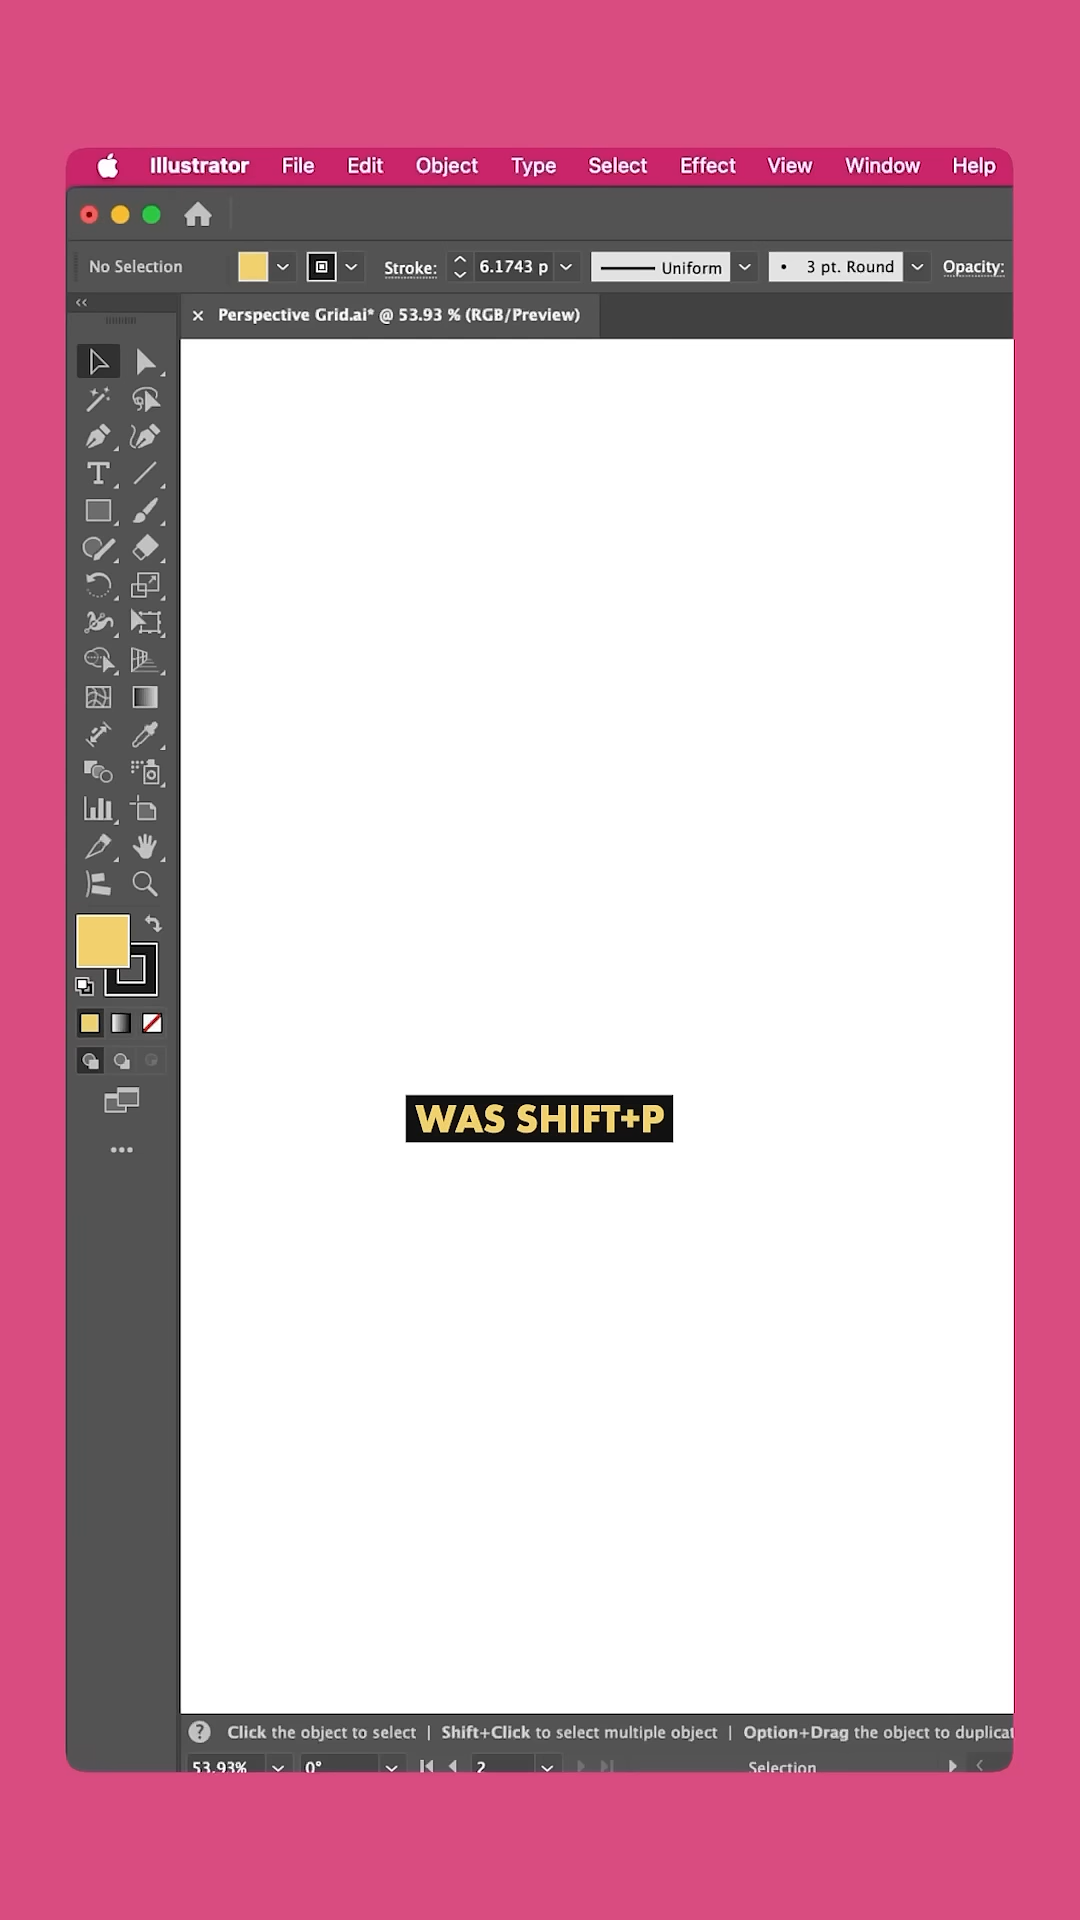 Illustrator File Edit Object Type Select Effect View Window Help
No Selection Stroke: 6.1743 p Uniform 3 pt. Round Opacity:
Perspective Grid.ai* @ 53.93 % (RGB/Preview)
WAS SHIFT+P
Click the object to select | Shift+Click to select multiple object | Option+Drag the object to duplicat
53.93% 0° 2 Selection